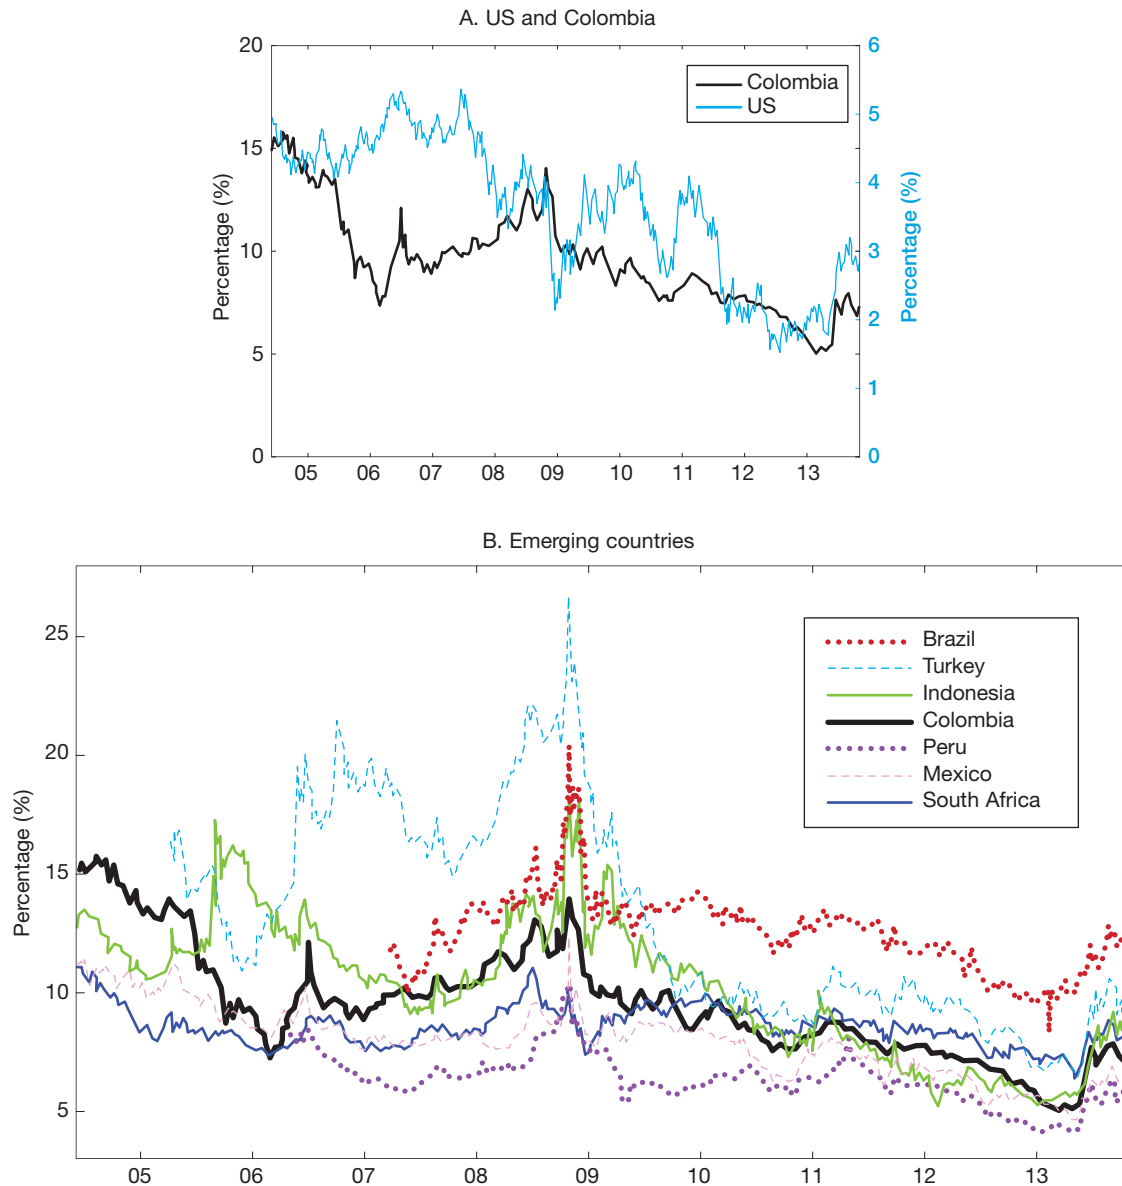 A. US and Colombia
Percentage (%)
20
15
10
5
0
6
5
4
3
2
1
0
Percentage (%)
Colombia
US
05 06 07 08 09 10 11 12 13
B. Emerging countries
Percentage (%)
25
20
15
10
5
Brazil
Turkey
Indonesia
Colombia
Peru
Mexico
South Africa
05 06 07 08 09 10 11 12 13